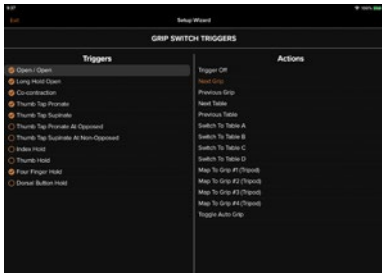 9:37
100%
Exit
Setup Wizard
GRIP SWITCH TRIGGERS
Triggers
Open / Open
Long Hold Open
Co-contraction
Thumb Tap Pronate
Thumb Tap Supinate
Thumb Tap Pronate At Opposed
Thumb Tap Supinate At Non-Opposed
Index Hold
Thumb Hold
Four Finger Hold
Dorsal Button Hold
Actions
Trigger Off
Next Grip
Previous Grip
Next Table
Previous Table
Switch To Table A
Switch To Table B
Switch To Table C
Switch To Table D
Map To Grip #1 (Tripod)
Map To Grip #2 (Tripod)
Map To Grip #3 (Tripod)
Map To Grip #4 (Tripod)
Toggle Auto Grip